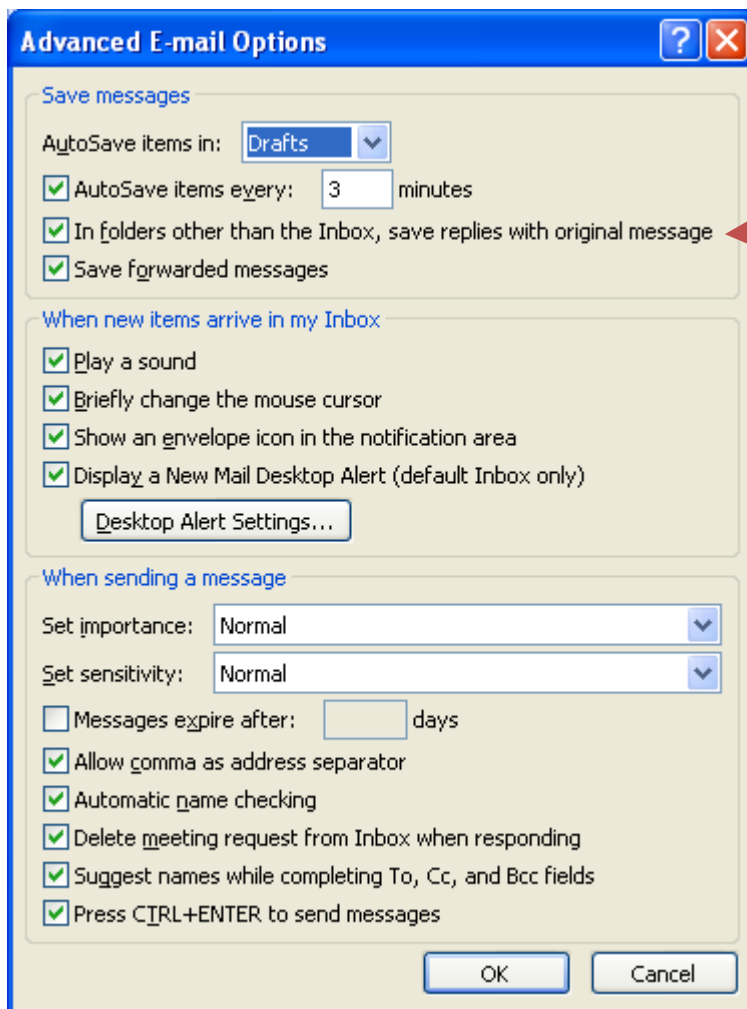 Advanced E-mail Options
Save messages
AutoSave items in: Drafts
AutoSave items every: 3 minutes
In folders other than the Inbox, save replies with original message
Save forwarded messages
When new items arrive in my Inbox
Play a sound
Briefly change the mouse cursor
Show an envelope icon in the notification area
Display a New Mail Desktop Alert (default Inbox only)
Desktop Alert Settings...
When sending a message
Set importance: Normal
Set sensitivity: Normal
Messages expire after: days
Allow comma as address separator
Automatic name checking
Delete meeting request from Inbox when responding
Suggest names while completing To, Cc, and Bcc fields
Press CTRL+ENTER to send messages
OK Cancel